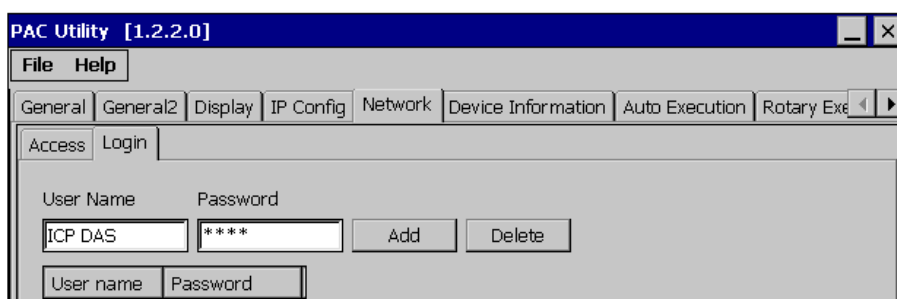 PAC Utility [1.2.2.0]
File Help
General General2 Display IP Config Network Device Information Auto Execution Rotary Exe
Access Login
User Name Password
ICP DAS **** Add Delete
User name Password